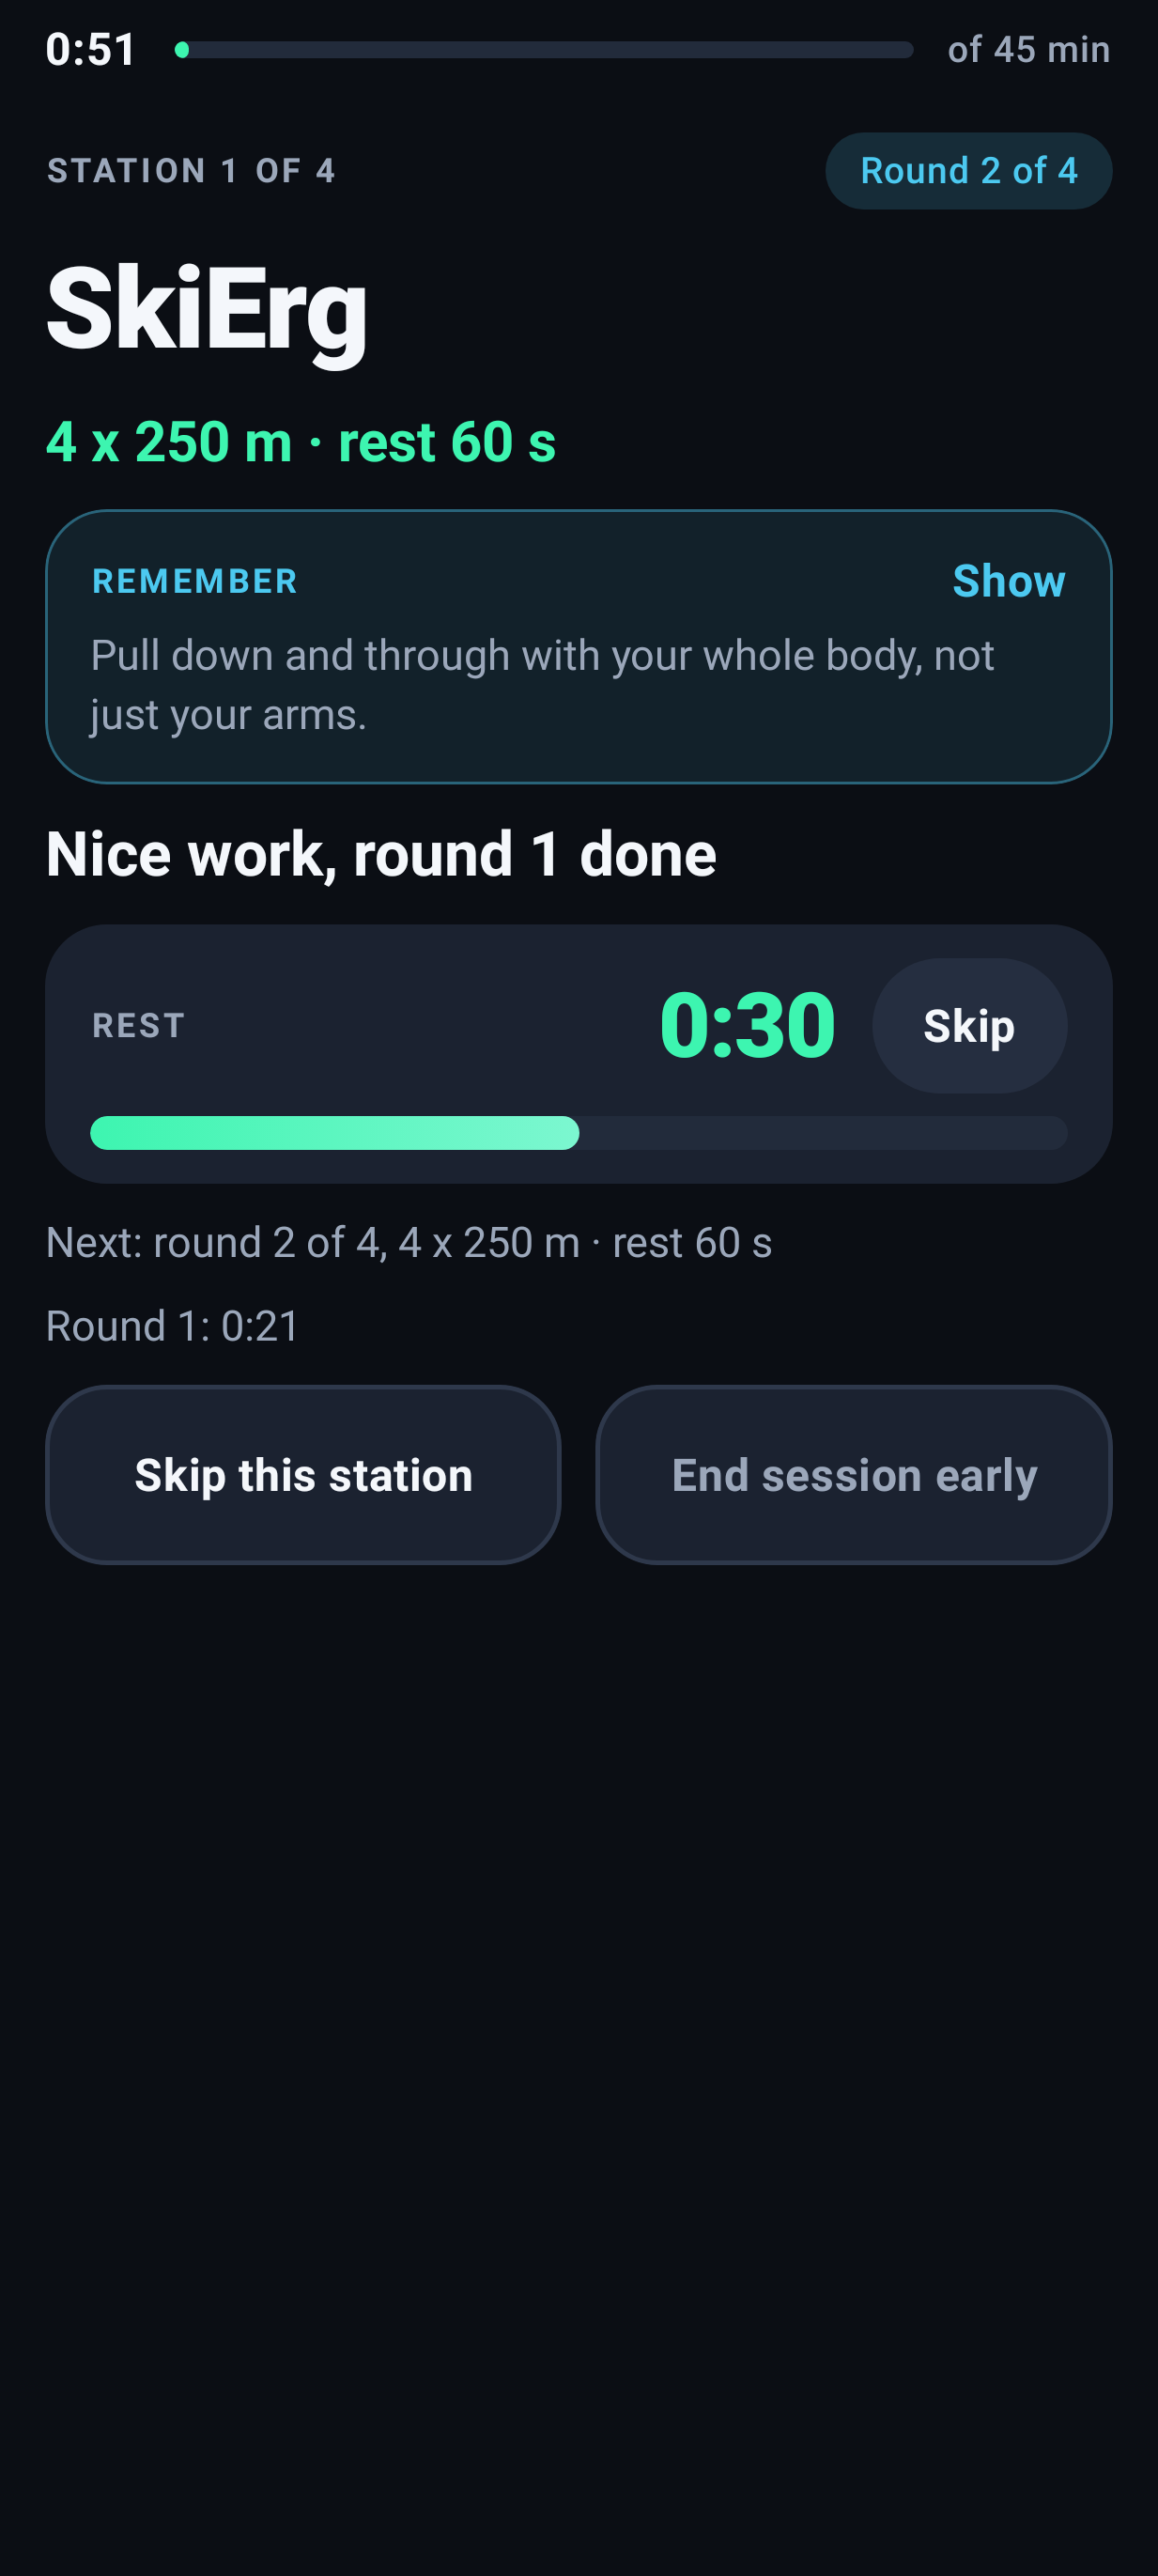 0:51
of 45 min
STATION 1 OF 4
Round 2 of 4
SkiErg
4 x 250 m · rest 60 s
REMEMBER
Show
Pull down and through with your whole body, not
just your arms.
Nice work, round 1 done
REST
0:30
Skip
Next: round 2 of 4, 4 x 250 m · rest 60 s
Round 1: 0:21
Skip this station
End session early